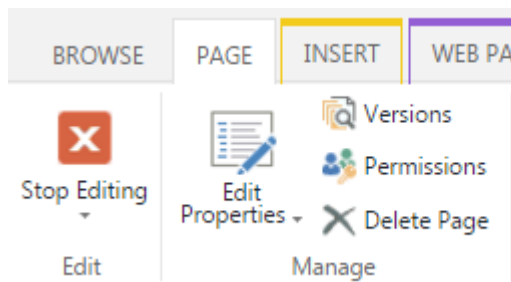 BROWSE PAGE INSERT WEB PA
Stop Editing
Edit
Edit
Properties
Versions
Permissions
Delete Page
Manage